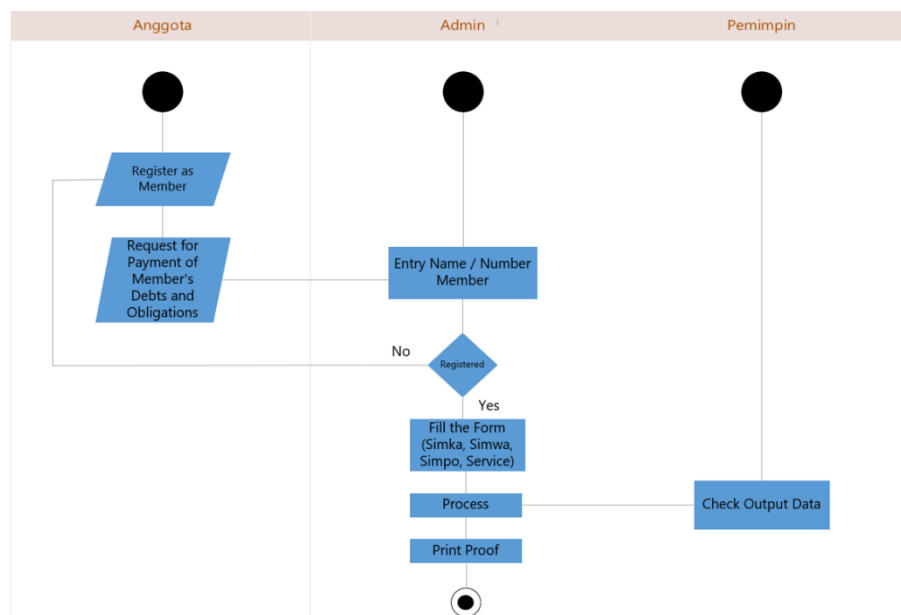 Anggota
Admin
Pemimpin
Register as
Member
Request for
Payment of
Member's
Debts and
Obligations
Entry Name / Number
Member
No
Registered
Yes
Fill the Form
(Simka, Simwa,
Simpo, Service)
Process
Check Output Data
Print Proof